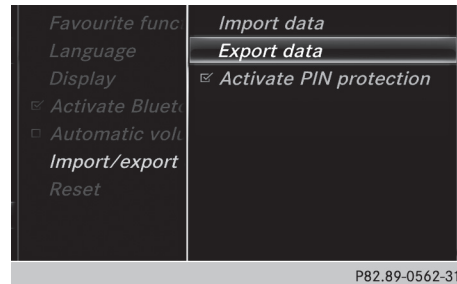 Favourite func
Language
Display
Activate Blueto
Automatic volu
Import/export
Reset
Import data
Export data
Activate PIN protection
P82.89-0562-31